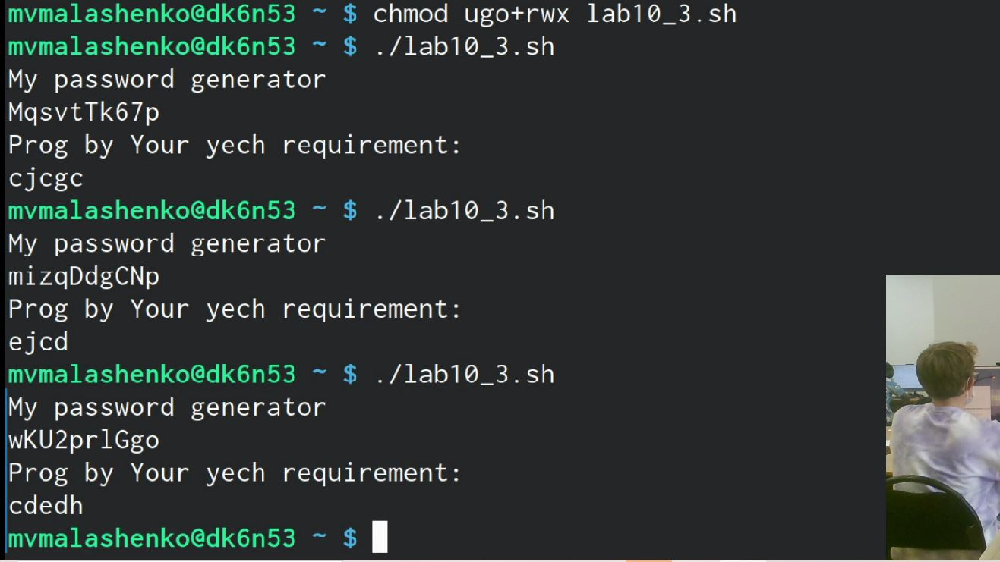 mvmalashenko@dk6n53 ~ $ chmod ugo+rwx lab10_3.sh
mvmalashenko@dk6n53 ~ $ ./lab10_3.sh
My password generator
MqsvtTk67p
Prog by Your yech requirement:
cjcgc
mvmalashenko@dk6n53 ~ $ ./lab10_3.sh
My password generator
mizqDdgCNp
Prog by Your yech requirement:
ejcd
mvmalashenko@dk6n53 ~ $ ./lab10_3.sh
My password generator
wKU2prlGgo
Prog by Your yech requirement:
cdedh
mvmalashenko@dk6n53 ~ $